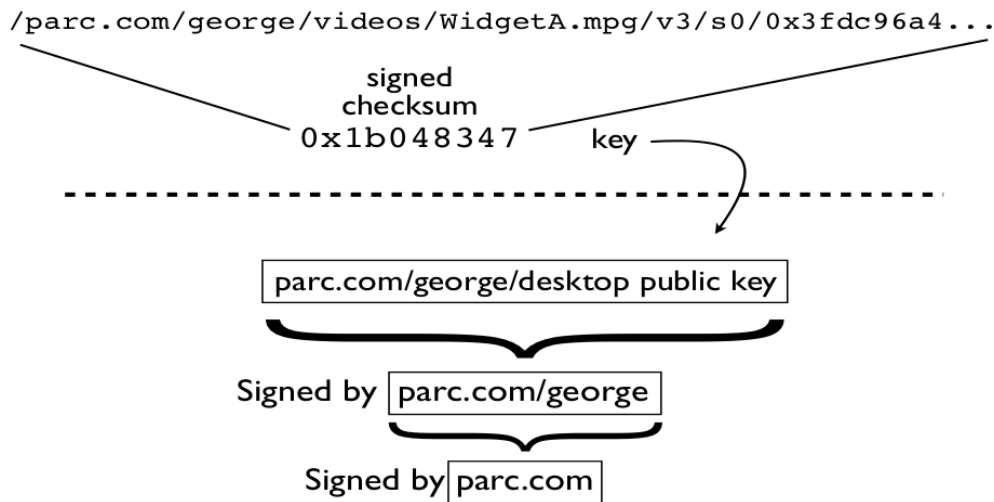 /parc.com/george/videos/WidgetA.mpg/v3/s0/0x3fdc96a4...
signed
checksum
0x1b048347 key
parc.com/george/desktop public key
Signed by parc.com/george
Signed by parc.com